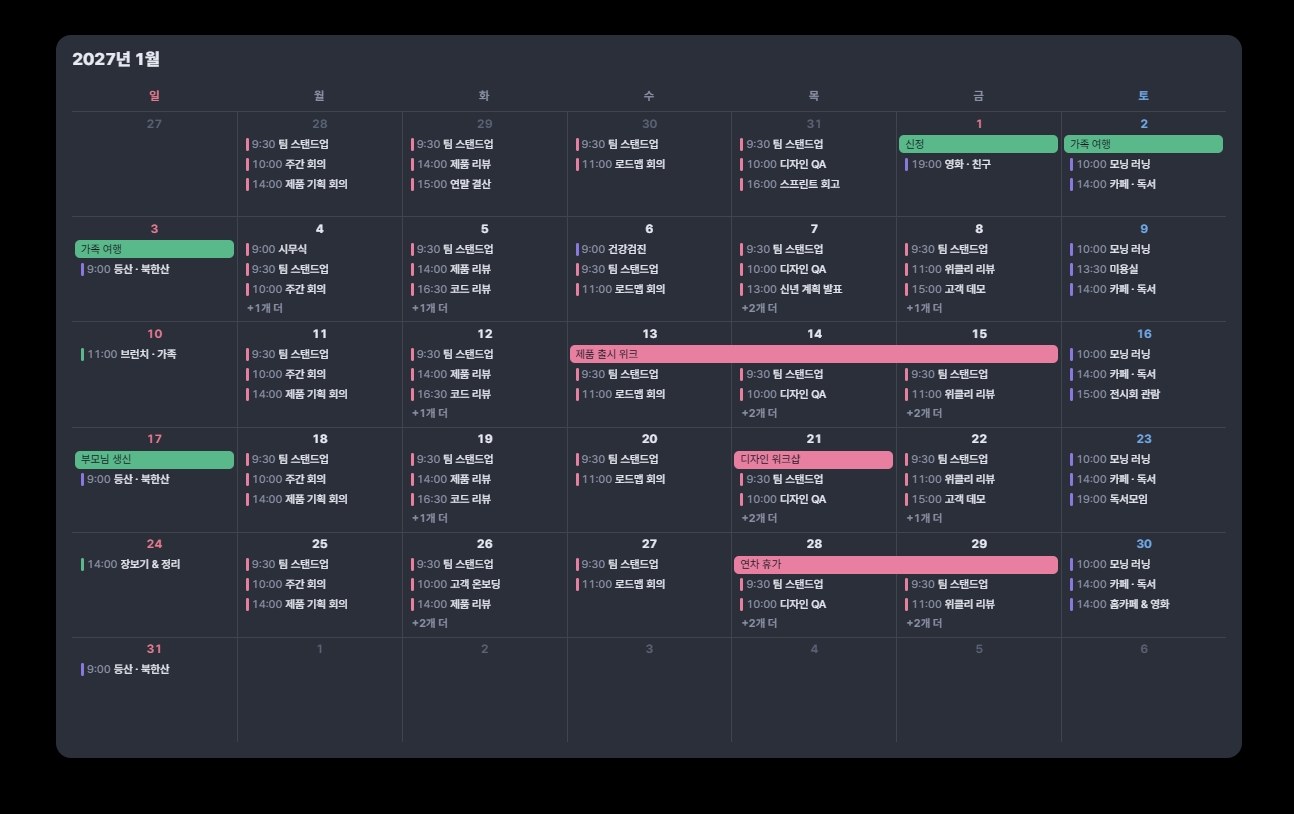 2027년 1월
일 월 화 수 목 금 토
27 28 29 30 31 1 2
9:30 팀 스탠드업
10:00 주간 회의
14:00 제품 기획 회의
9:30 팀 스탠드업
14:00 제품 리뷰
15:00 연말 결산
9:30 팀 스탠드업
11:00 로드맵 회의
9:30 팀 스탠드업
10:00 디자인 QA
16:00 스프린트 회고
신정
19:00 영화 · 친구
가족 여행
10:00 모닝 러닝
14:00 카페 · 독서
3 4 5 6 7 8 9
가족 여행
9:00 등산 · 북한산
9:00 시무식
9:30 팀 스탠드업
10:00 주간 회의
+1개 더
9:30 팀 스탠드업
14:00 제품 리뷰
16:30 코드 리뷰
+1개 더
9:00 건강검진
9:30 팀 스탠드업
11:00 로드맵 회의
9:30 팀 스탠드업
10:00 디자인 QA
13:00 신년 계획 발표
+2개 더
9:30 팀 스탠드업
11:00 위클리 리뷰
15:00 고객 데모
+1개 더
10:00 모닝 러닝
13:30 미용실
14:00 카페 · 독서
10 11 12 13 14 15 16
11:00 브런치 · 가족
9:30 팀 스탠드업
10:00 주간 회의
14:00 제품 기획 회의
9:30 팀 스탠드업
14:00 제품 리뷰
16:30 코드 리뷰
+1개 더
제품 출시 위크
9:30 팀 스탠드업
11:00 로드맵 회의
9:30 팀 스탠드업
10:00 디자인 QA
+2개 더
9:30 팀 스탠드업
11:00 위클리 리뷰
+2개 더
10:00 모닝 러닝
14:00 카페 · 독서
15:00 전시회 관람
17 18 19 20 21 22 23
부모님 생신
9:00 등산 · 북한산
9:30 팀 스탠드업
10:00 주간 회의
14:00 제품 기획 회의
9:30 팀 스탠드업
14:00 제품 리뷰
16:30 코드 리뷰
+1개 더
9:30 팀 스탠드업
11:00 로드맵 회의
디자인 워크샵
9:30 팀 스탠드업
10:00 디자인 QA
+2개 더
9:30 팀 스탠드업
11:00 위클리 리뷰
15:00 고객 데모
+1개 더
10:00 모닝 러닝
14:00 카페 · 독서
19:00 독서모임
24 25 26 27 28 29 30
14:00 장보기 & 정리
9:30 팀 스탠드업
10:00 주간 회의
14:00 제품 기획 회의
9:30 팀 스탠드업
10:00 고객 온보딩
14:00 제품 리뷰
+2개 더
9:30 팀 스탠드업
11:00 로드맵 회의
연차 휴가
9:30 팀 스탠드업
10:00 디자인 QA
+2개 더
9:30 팀 스탠드업
11:00 위클리 리뷰
+2개 더
10:00 모닝 러닝
14:00 카페 · 독서
14:00 홈카페 & 영화
31 1 2 3 4 5 6
9:00 등산 · 북한산